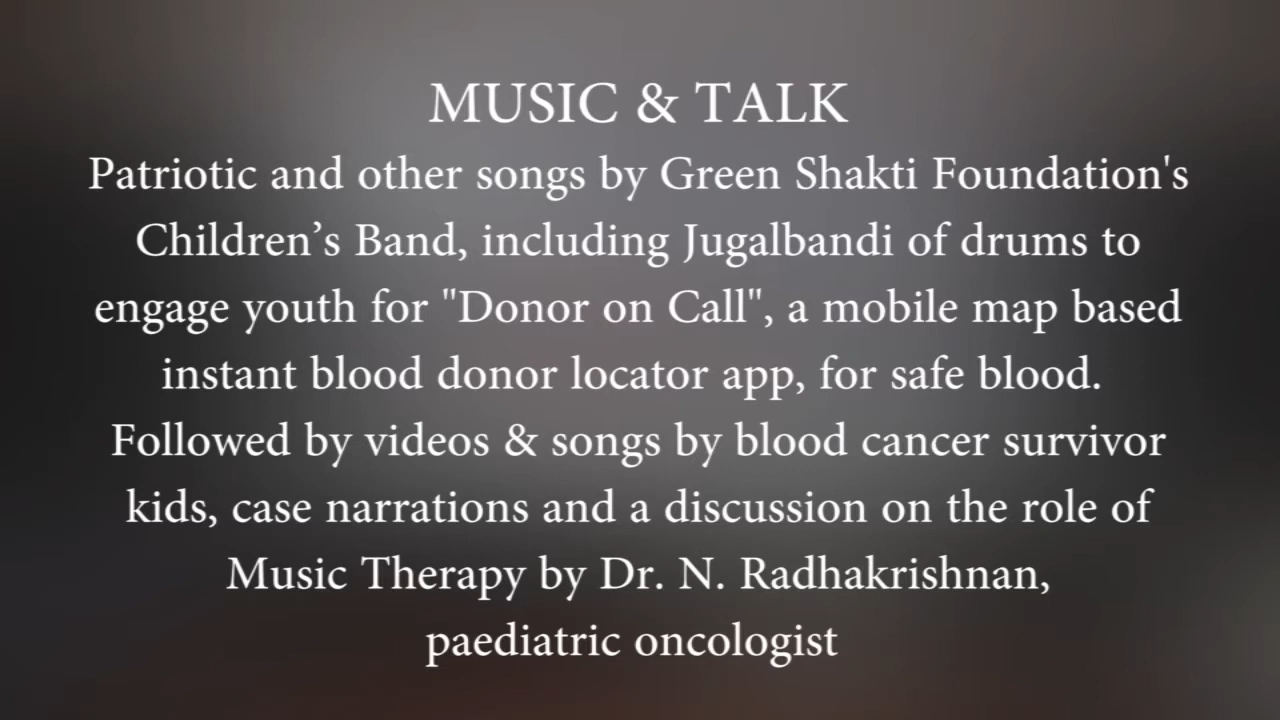 MUSIC & TALK
Patriotic and other songs by Green Shakti Foundation's
Children’s Band, including Jugalbandi of drums to
engage youth for "Donor on Call", a mobile map based
instant blood donor locator app, for safe blood.
Followed by videos & songs by blood cancer survivor
kids, case narrations and a discussion on the role of
Music Therapy by Dr. N. Radhakrishnan,
paediatric oncologist